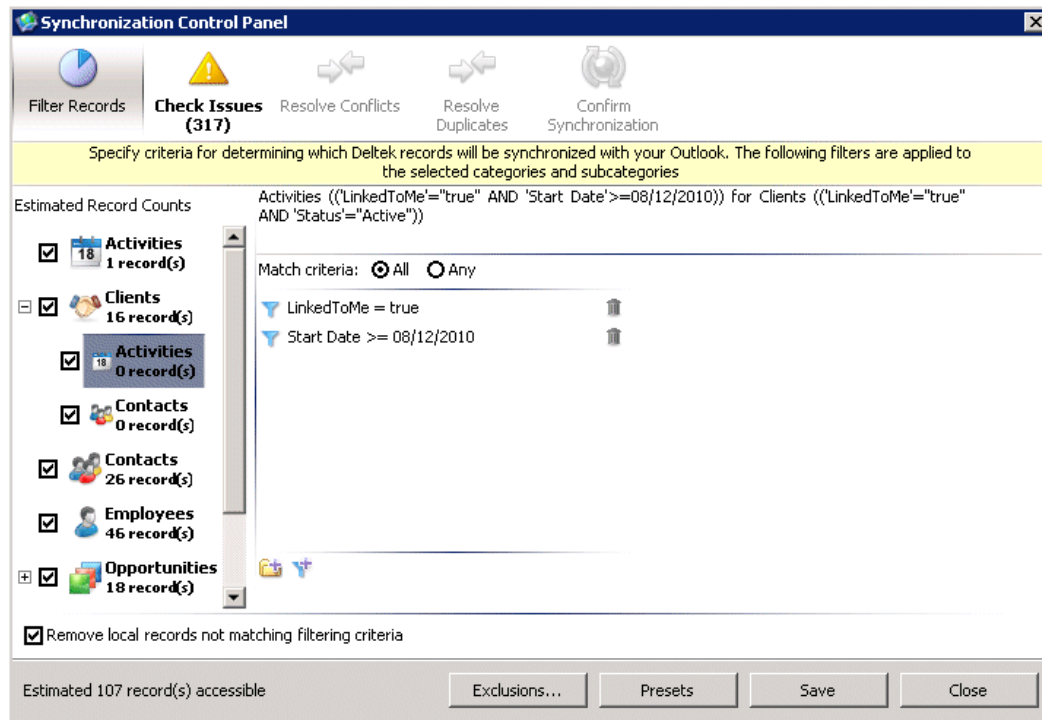 Synchronization Control Panel
Filter Records
Check Issues
(317)
Resolve Conflicts
Resolve
Duplicates
Confirm
Synchronization
Specify criteria for determining which Deltek records will be synchronized with your Outlook. The following filters are applied to
the selected categories and subcategories
Estimated Record Counts
Activities (('LinkedToMe'="true" AND 'Start Date'>=08/12/2010)) for Clients (('LinkedToMe'="true"
AND 'Status'="Active"))
18
Activities
1 record(s)
Clients
16 record(s)
18
Activities
0 record(s)
Contacts
0 record(s)
Contacts
26 record(s)
Employees
46 record(s)
Opportunities
18 record(s)
Match criteria: All Any
LinkedToMe = true
Start Date >= 08/12/2010
Remove local records not matching filtering criteria
Estimated 107 record(s) accessible
Exclusions...
Presets
Save
Close